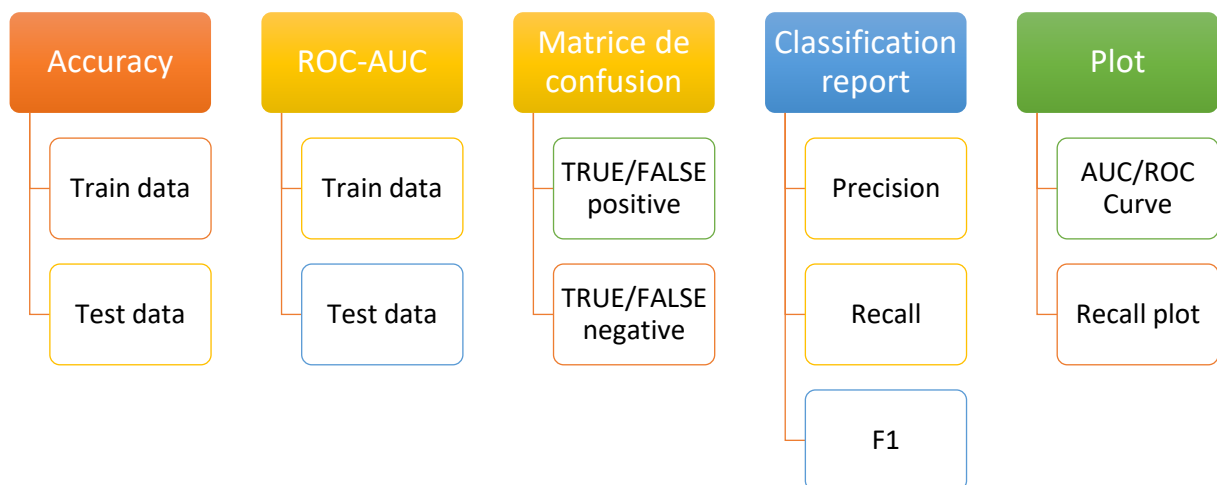 Accuracy
Train data
Test data
ROC-AUC
Train data
Test data
Matrice de
confusion
TRUE/FALSE
positive
TRUE/FALSE
negative
Classification
report
Precision
Recall
F1
Plot
AUC/ROC
Curve
Recall plot